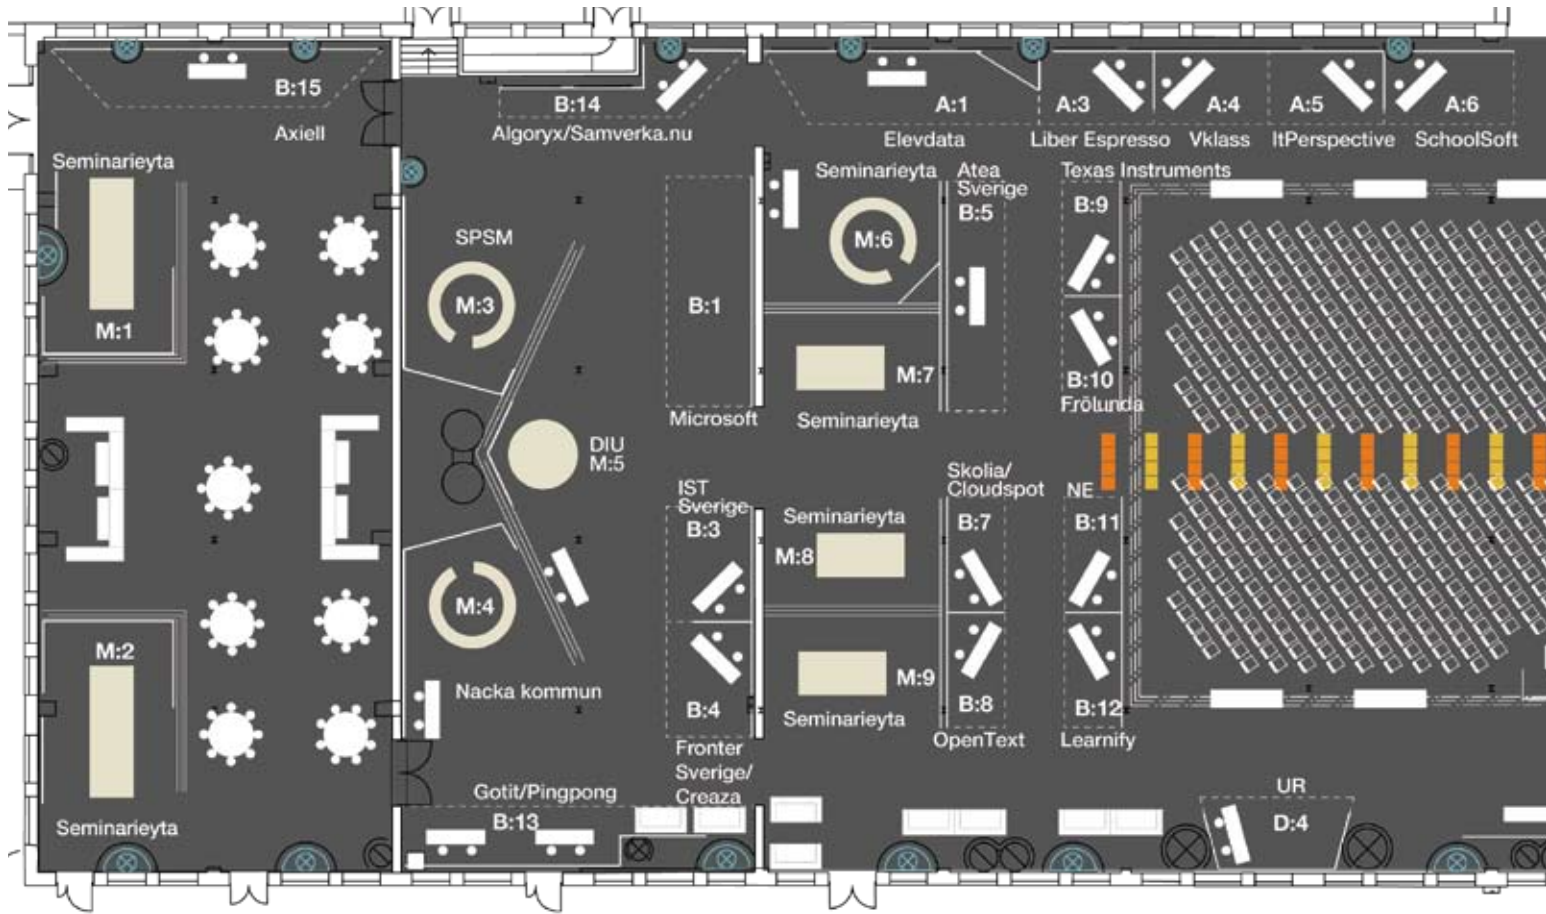 B:15
Axiell
Seminarieyta
M:1
M:2
Seminarieyta
B:14
Algoryx/Samverka.nu
SPSM
M:3
DIU
M:5
M:4
Nacka kommun
Gotit/Pingpong
B:13
B:1
Microsoft
IST
Sverige
B:3
B:4
Fronter
Sverige/
Creaza
A:1
Elevdata
A:3
Liber Espresso
A:4
Vklass
A:5
ItPerspective
A:6
SchoolSoft
Seminarieyta
M:6
M:7
Seminarieyta
Seminarieyta
M:8
M:9
Seminarieyta
Atea
Sverige
B:5
Skolia/
Cloudspot
B:7
B:8
OpenText
Texas Instruments
B:9
B:10
Frölunda
NE
B:11
B:12
Learnify
UR
D:4